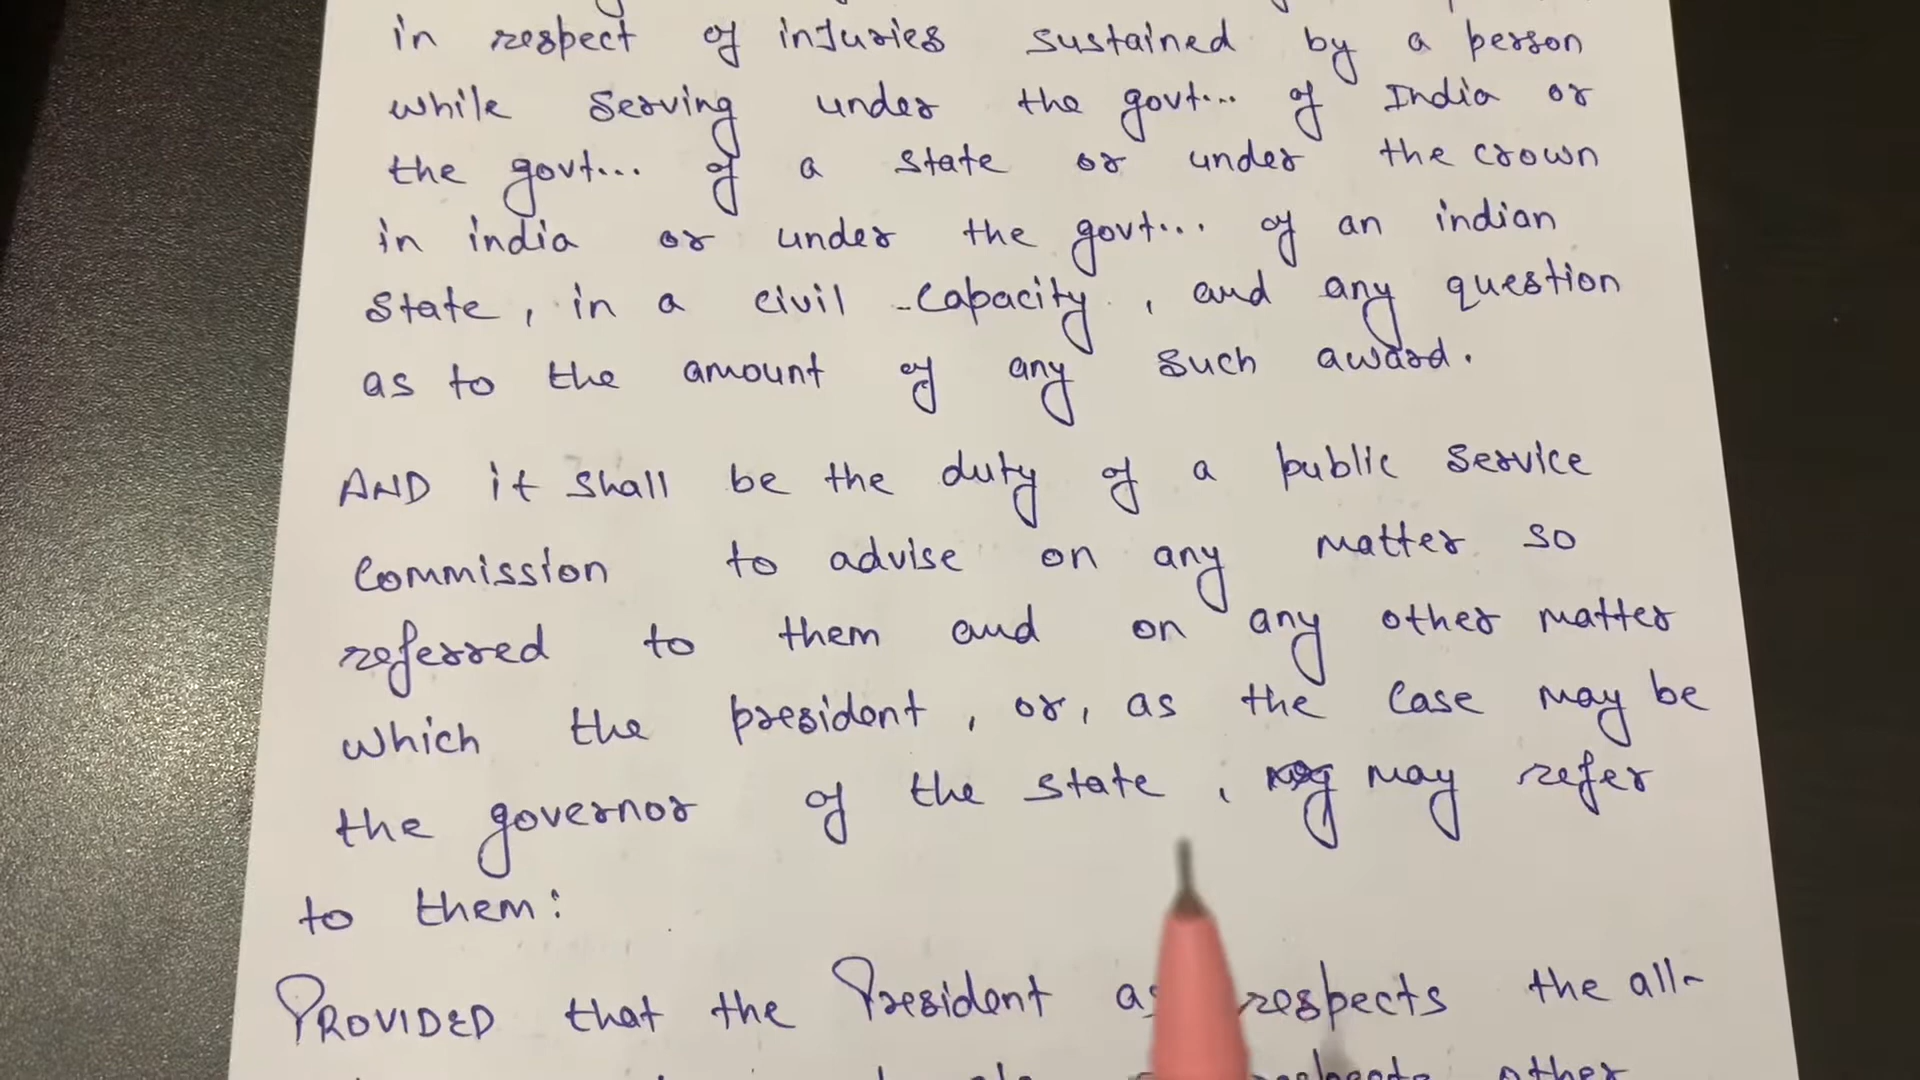 in respect of injuries sustained by a person
while serving under the govt... of India or
the govt... of a state or under the crown
in india or under the govt... of an indian
state, in a civil capacity, and any question
as to the amount of any such award.
AND it shall be the duty of a public service
commission to advise on any matter so
referred to them and on any other matter
which the president, or, as the case may be
the governor of the state, may refer
to them:
PROVIDED that the President as respects the all-
other